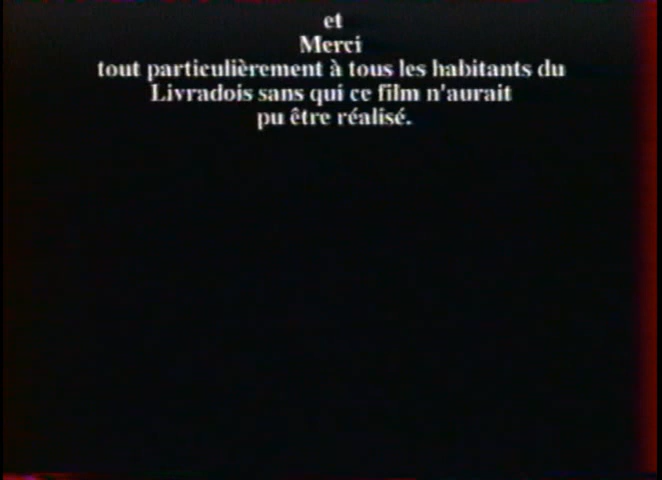 et
Merci
tout particulièrement à tous les habitants du
Livradois sans qui ce film n'aurait
pu être réalisé.